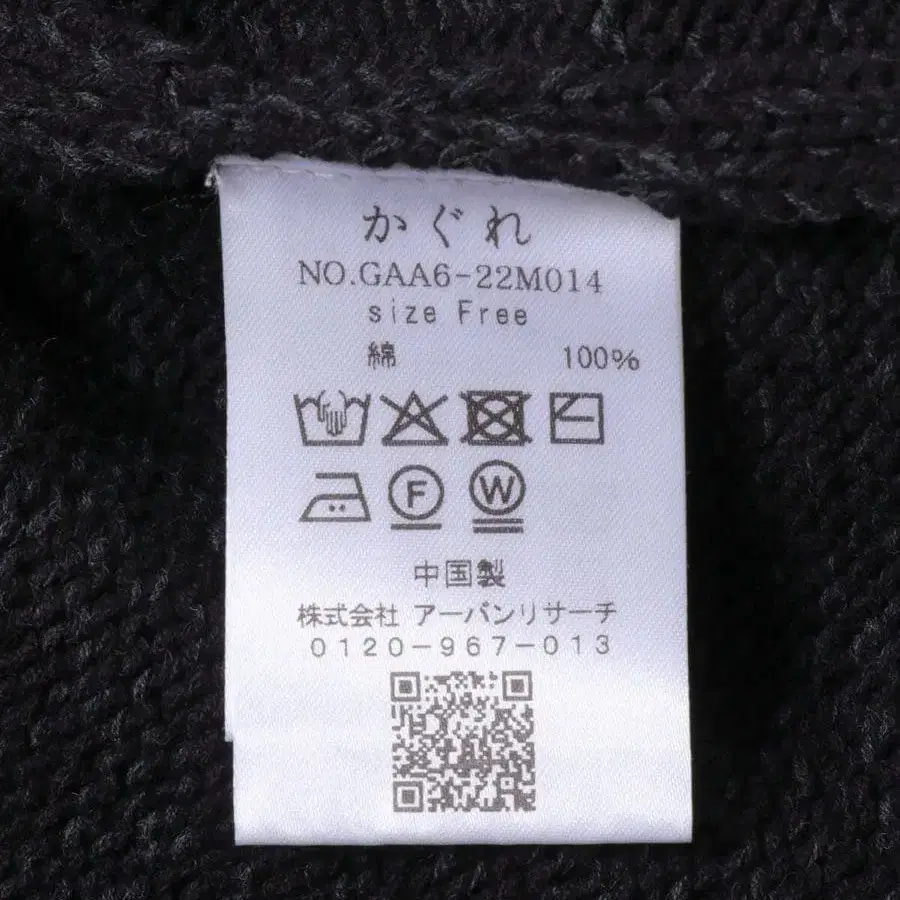 かぐれ
NO.GAA6-22M014
size Free
綿 100%
F W
中国製
株式会社 アーバンリサーチ
0120-967-013